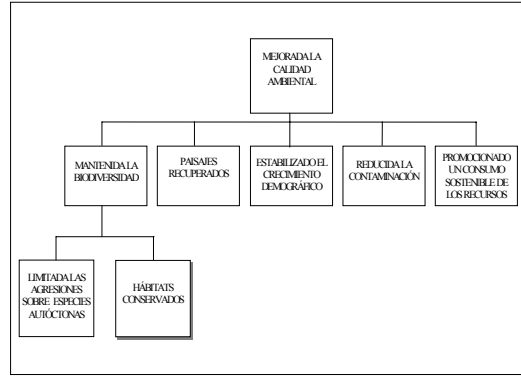 MEJORADA LA
CALIDAD
AMBIENTAL
MANTENIDA LA
BIODIVERSIDAD
PAISAJES
RECUPERADOS
ESTABILIZADO EL
CRECIMIENTO
DEMOGRÁFICO
REDUCIDA LA
CONTAMINACIÓN
PROMOCIONADO
UN CONSUMO
SOSTENIBLE DE
LOS RECURSOS
LIMITADA LAS
AGRESIONES
SOBRE ESPECIES
AUTÓCTONAS
HÁBITATS
CONSERVADOS